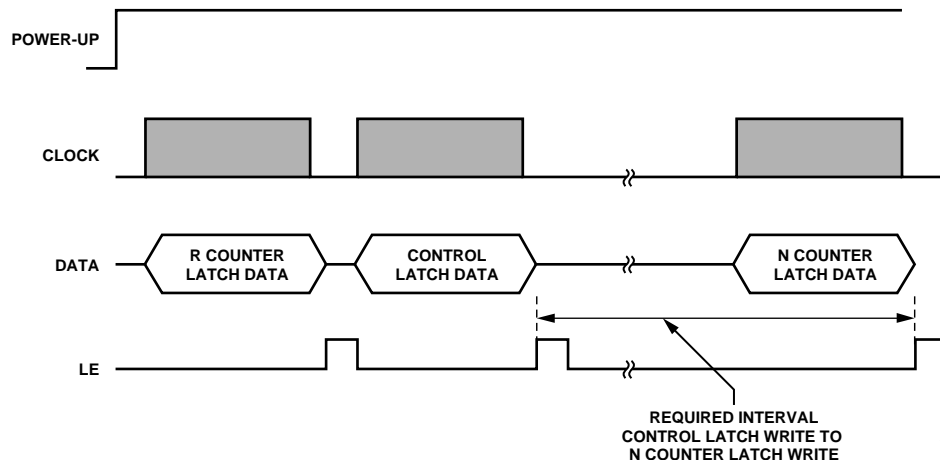 POWER-UP
CLOCK
DATA
R COUNTER
LATCH DATA
CONTROL
LATCH DATA
N COUNTER
LATCH DATA
LE
REQUIRED INTERVAL
CONTROL LATCH WRITE TO
N COUNTER LATCH WRITE